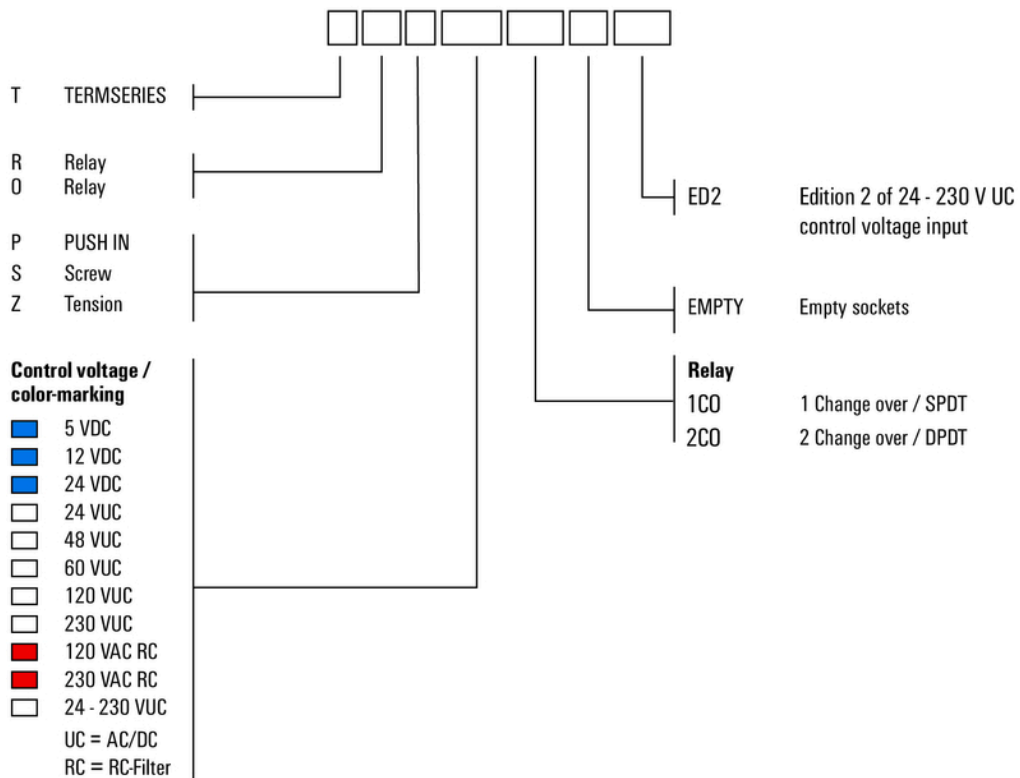 T TERMSERIES
R Relay
O Relay
P PUSH IN
S Screw
Z Tension
Control voltage /
color-marking
5 VDC
12 VDC
24 VDC
24 VUC
48 VUC
60 VUC
120 VUC
230 VUC
120 VAC RC
230 VAC RC
24 - 230 VUC
UC = AC/DC
RC = RC-Filter
ED2 Edition 2 of 24 - 230 V UC
control voltage input
EMPTY Empty sockets
Relay
1CO 1 Change over / SPDT
2CO 2 Change over / DPDT